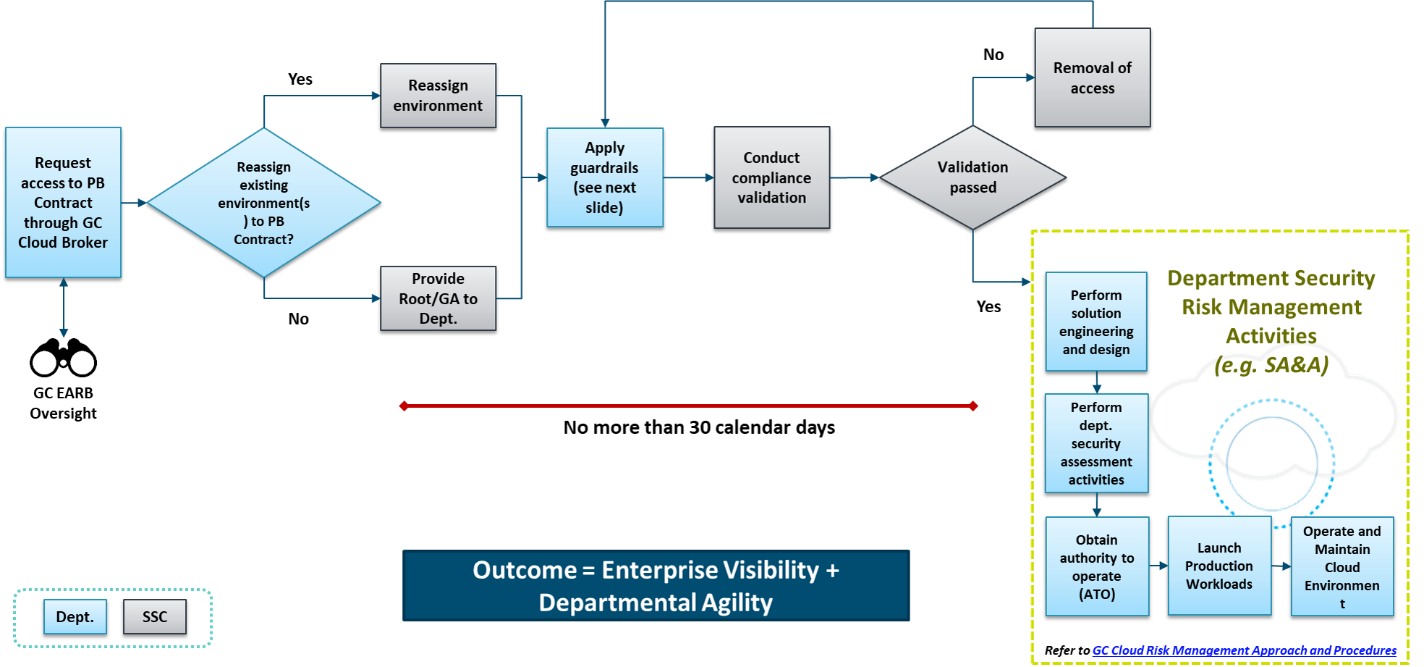 Request
access to PB
Contract
through GC
Cloud Broker
GC EARB
Oversight
Reassign
existing
environment(s
) to PB
Contract?
Yes
No
Reassign
environment
Provide
Root/GA to
Dept.
Apply
guardrails
(see next
slide)
Conduct
compliance
validation
Validation
passed
No
Yes
Removal of
access
No more than 30 calendar days
Department Security
Risk Management
Activities
(e.g. SA&A)
Perform
solution
engineering
and design
Perform
dept.
security
assessment
activities
Obtain
authority to
operate
(ATO)
Launch
Production
Workloads
Operate and
Maintain
Cloud
Environmen
t
Refer to GC Cloud Risk Management Approach and Procedures
Outcome = Enterprise Visibility +
Departmental Agility
Dept.
SSC